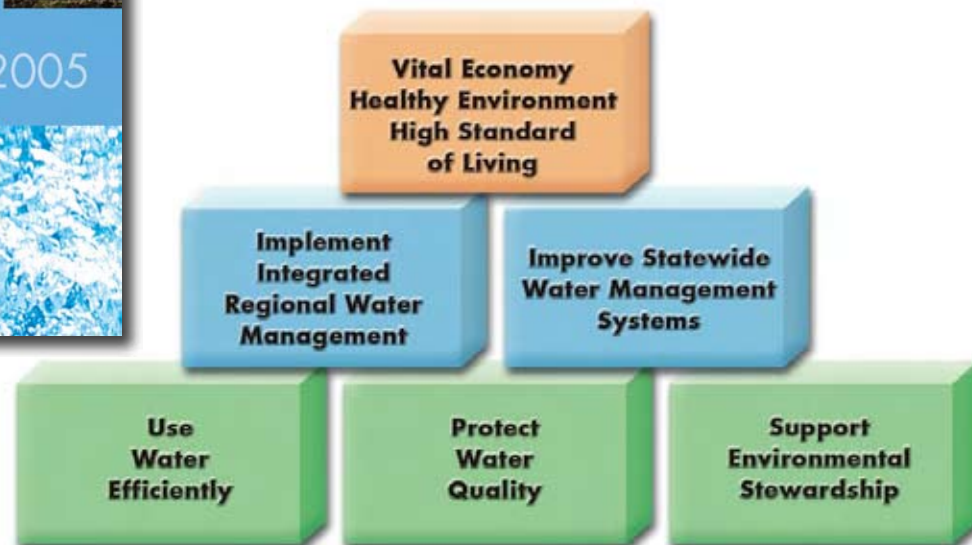 2005
Vital Economy
Healthy Environment
High Standard
of Living
Implement
Integrated
Regional Water
Management
Improve Statewide
Water Management
Systems
Use
Water
Efficiently
Protect
Water
Quality
Support
Environmental
Stewardship